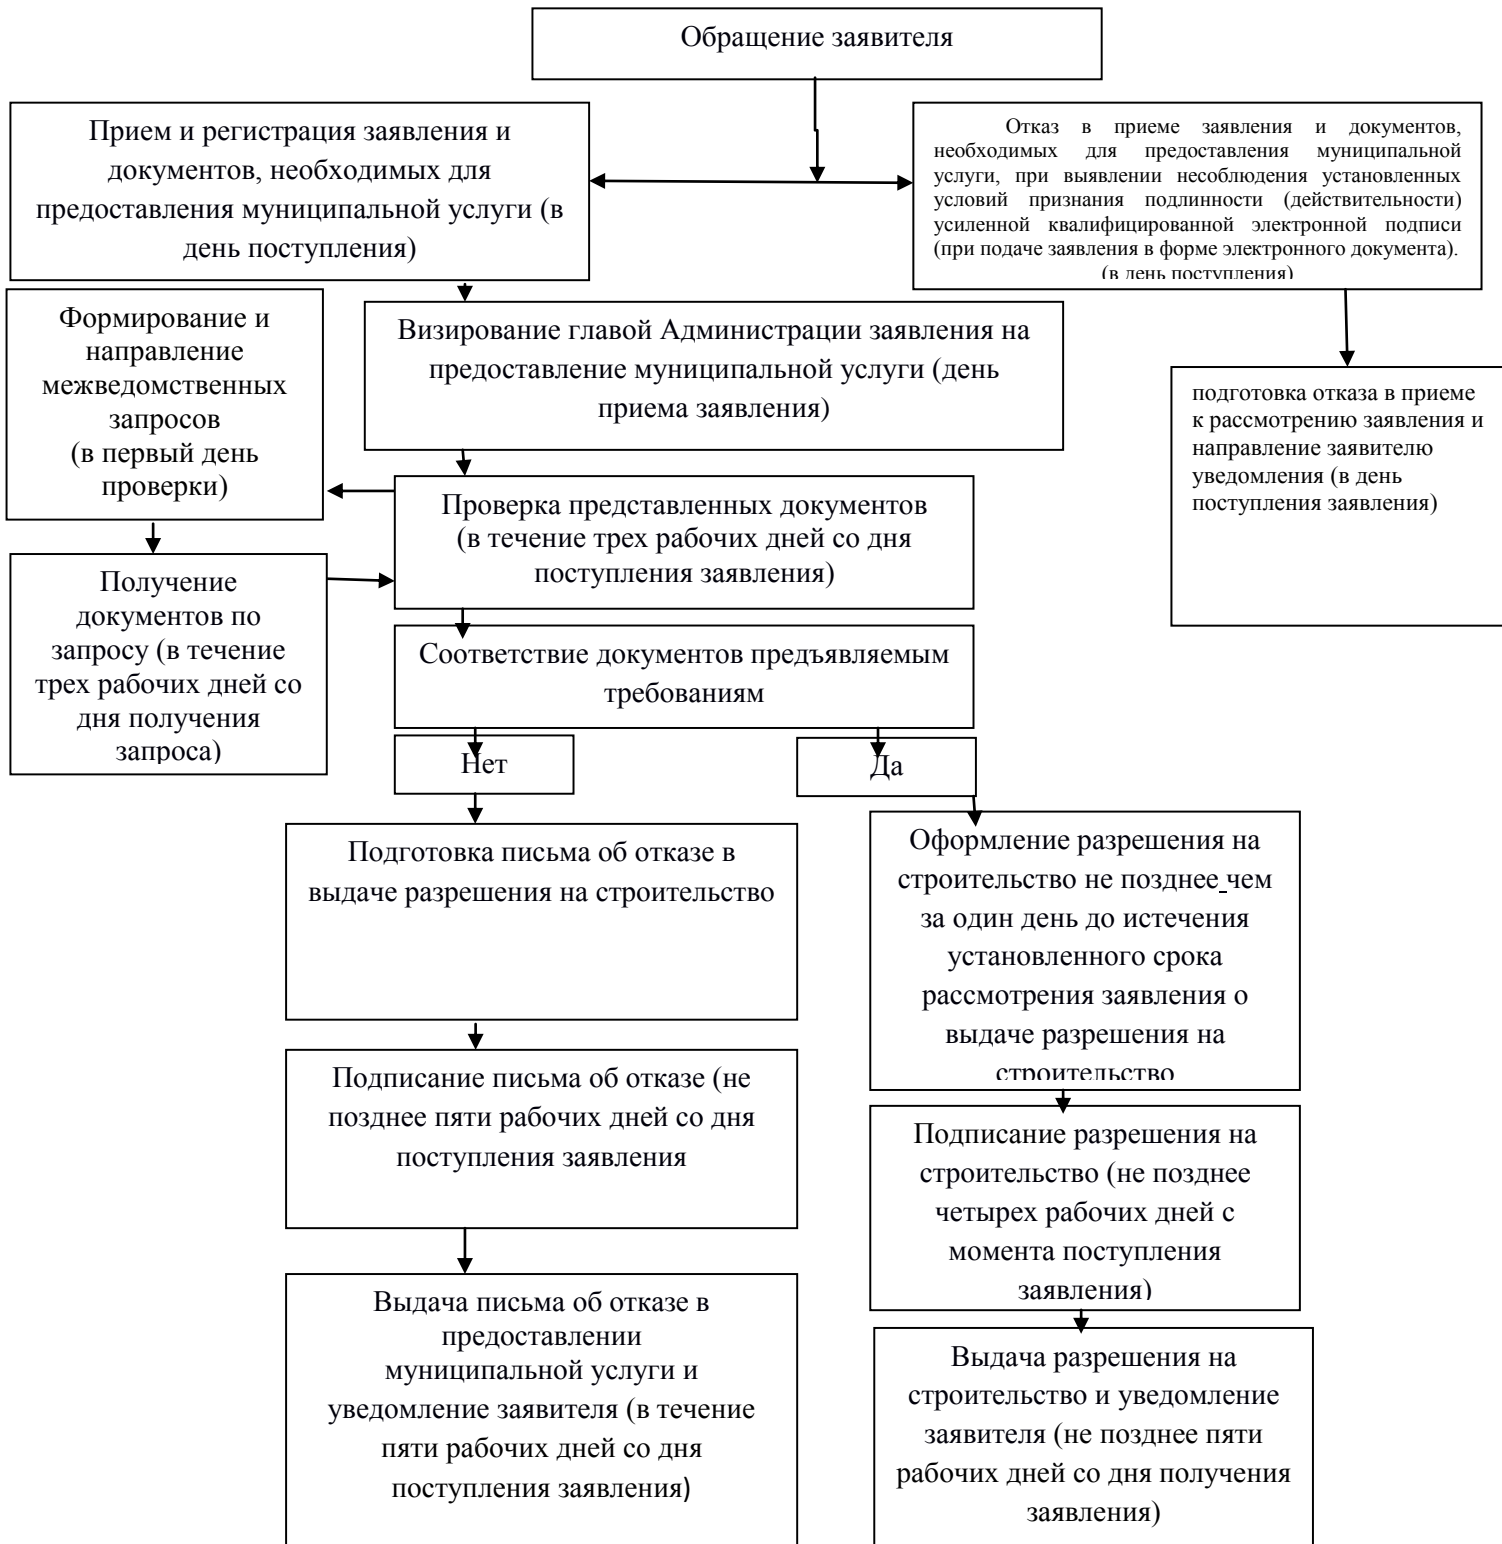 Обращение заявителя
Прием и регистрация заявления и
документов, необходимых для
предоставления муниципальной услуги (в
день поступления)
Отказ в приеме заявления и документов,
необходимых для предоставления муниципальной
услуги, при выявлении несоблюдения установленных
условий признания подлинности (действительности)
усиленной квалифицированной электронной подписи
(при подаче заявления в форме электронного документа).
(в день поступления)
Формирование и
направление
межведомственных
запросов
(в первый день
проверки)
Визирование главой Администрации заявления на
предоставление муниципальной услуги (день
приема заявления)
подготовка отказа в приеме
к рассмотрению заявления и
направление заявителю
уведомления (в день
поступления заявления)
Проверка представленных документов
(в течение трех рабочих дней со дня
поступления заявления)
Получение
документов по
запросу (в течение
трех рабочих дней со
дня получения
запроса)
Соответствие документов предъявляемым
требованиям
Нет
Да
Подготовка письма об отказе в
выдаче разрешения на строительство
Оформление разрешения на
строительство не позднее чем
за один день до истечения
установленного срока
рассмотрения заявления о
выдаче разрешения на
строительство
Подписание письма об отказе (не
позднее пяти рабочих дней со дня
поступления заявления
Подписание разрешения на
строительство (не позднее
четырех рабочих дней с
момента поступления
заявления)
Выдача письма об отказе в
предоставлении
муниципальной услуги и
уведомление заявителя (в течение
пяти рабочих дней со дня
поступления заявления)
Выдача разрешения на
строительство и уведомление
заявителя (не позднее пяти
рабочих дней со дня получения
заявления)